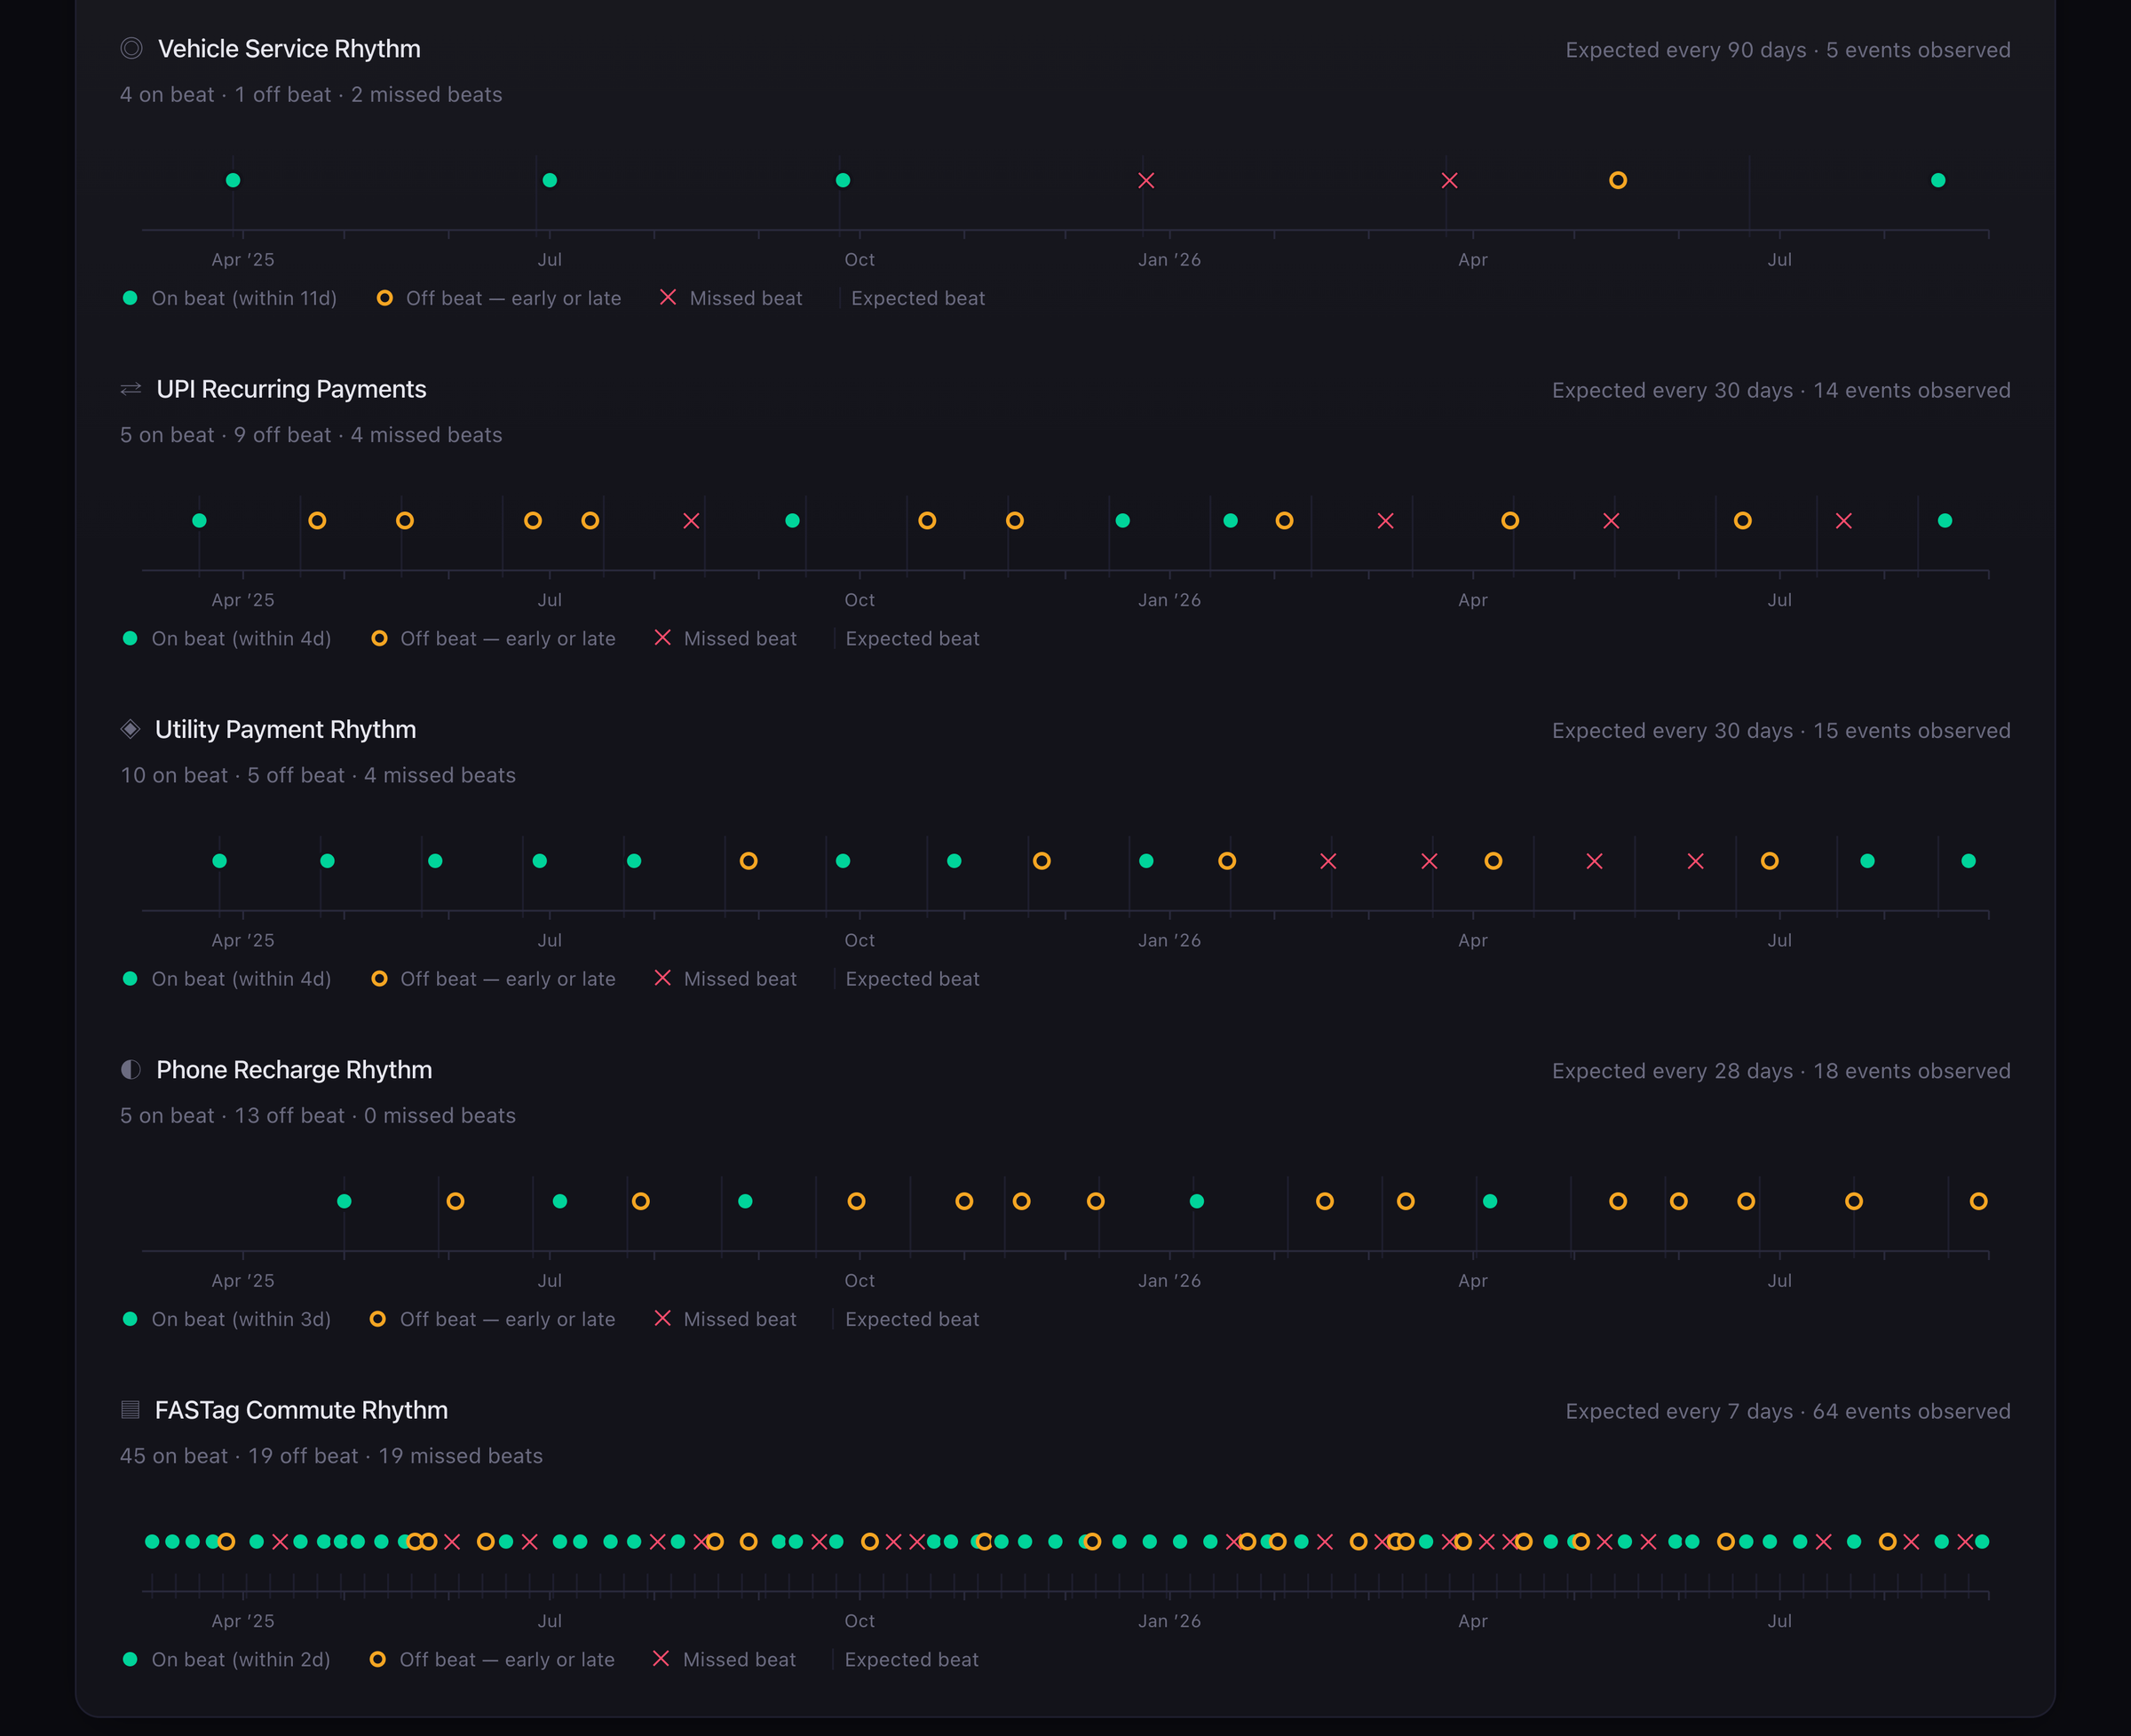 Vehicle Service Rhythm
Expected every 90 days · 5 events observed
4 on beat · 1 off beat · 2 missed beats
Apr ’25 Jul Oct Jan ’26 Apr Jul
On beat (within 11d) Off beat — early or late Missed beat Expected beat
UPI Recurring Payments
Expected every 30 days · 14 events observed
5 on beat · 9 off beat · 4 missed beats
Apr ’25 Jul Oct Jan ’26 Apr Jul
On beat (within 4d) Off beat — early or late Missed beat Expected beat
Utility Payment Rhythm
Expected every 30 days · 15 events observed
10 on beat · 5 off beat · 4 missed beats
Apr ’25 Jul Oct Jan ’26 Apr Jul
On beat (within 4d) Off beat — early or late Missed beat Expected beat
Phone Recharge Rhythm
Expected every 28 days · 18 events observed
5 on beat · 13 off beat · 0 missed beats
Apr ’25 Jul Oct Jan ’26 Apr Jul
On beat (within 3d) Off beat — early or late Missed beat Expected beat
FASTag Commute Rhythm
Expected every 7 days · 64 events observed
45 on beat · 19 off beat · 19 missed beats
Apr ’25 Jul Oct Jan ’26 Apr Jul
On beat (within 2d) Off beat — early or late Missed beat Expected beat